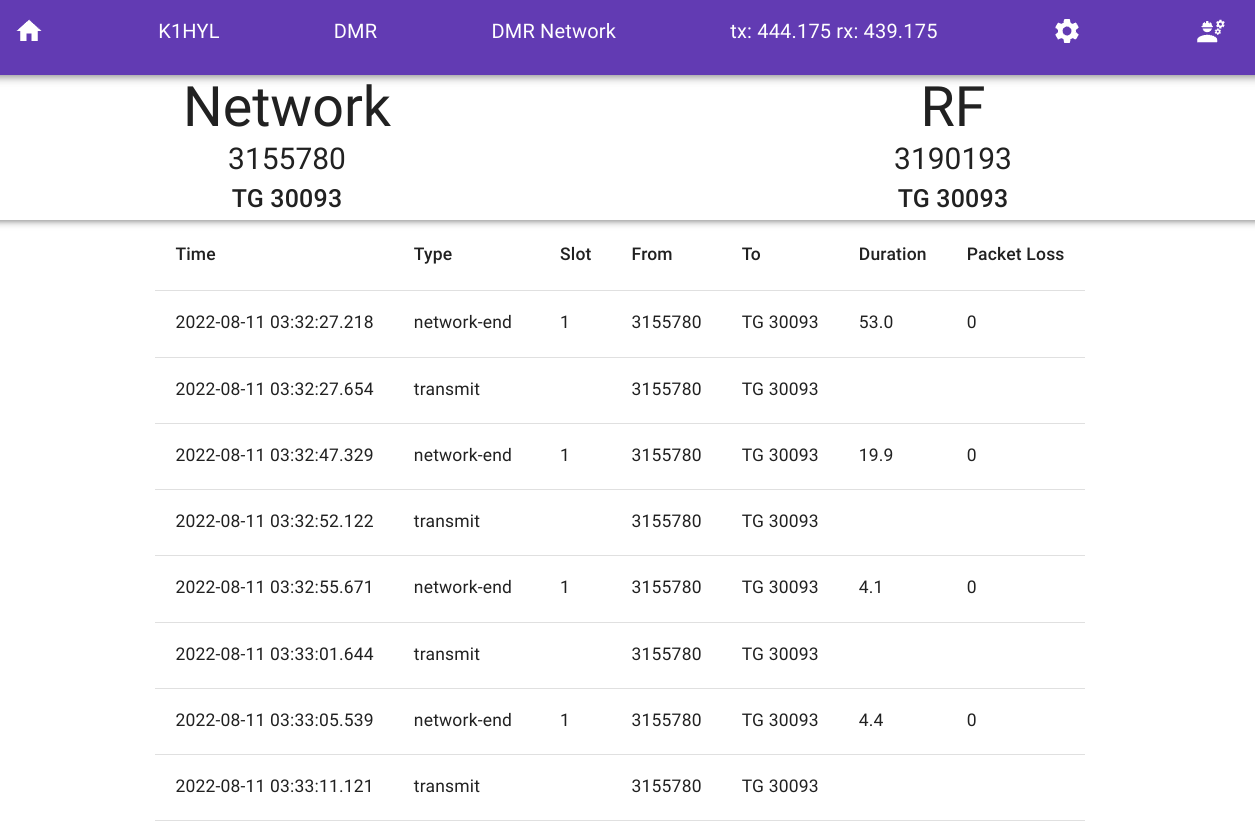 K1HYL DMR DMR Network tx: 444.175 rx: 439.175
Network
3155780
TG 30093
RF
3190193
TG 30093
Time Type Slot From To Duration Packet Loss
2022-08-11 03:32:27.218 network-end 1 3155780 TG 30093 53.0 0
2022-08-11 03:32:27.654 transmit 3155780 TG 30093
2022-08-11 03:32:47.329 network-end 1 3155780 TG 30093 19.9 0
2022-08-11 03:32:52.122 transmit 3155780 TG 30093
2022-08-11 03:32:55.671 network-end 1 3155780 TG 30093 4.1 0
2022-08-11 03:33:01.644 transmit 3155780 TG 30093
2022-08-11 03:33:05.539 network-end 1 3155780 TG 30093 4.4 0
2022-08-11 03:33:11.121 transmit 3155780 TG 30093